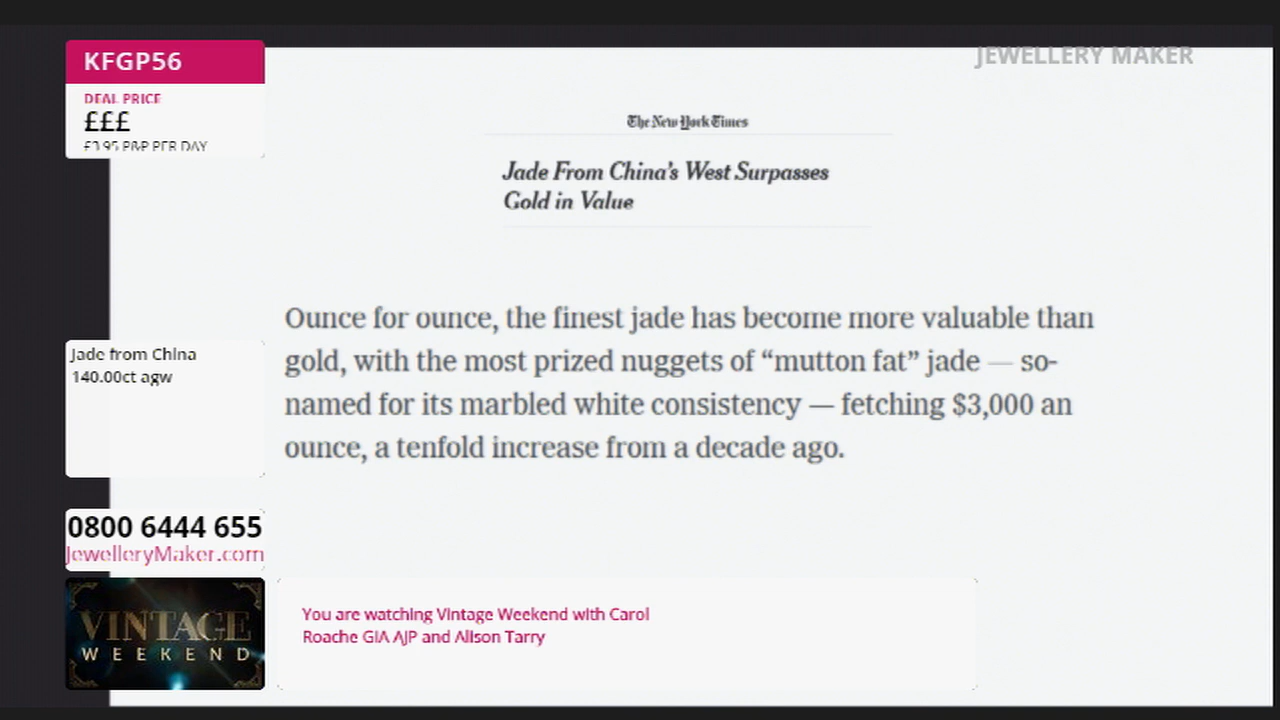 KFGP56
DEAL PRICE
£££
£3.95 P&P PER DAY
JEWELLERY MAKER
The New York Times
Jade From China's West Surpasses
Gold in Value
Ounce for ounce, the finest jade has become more valuable than
gold, with the most prized nuggets of “mutton fat” jade — so-
named for its marbled white consistency — fetching $3,000 an
ounce, a tenfold increase from a decade ago.
Jade from China
140.00ct agw
0800 6444 655
JewelleryMaker.com
VINTAGE
WEEKEND
You are watching Vintage Weekend with Carol
Roache GIA AJP and Alison Tarry